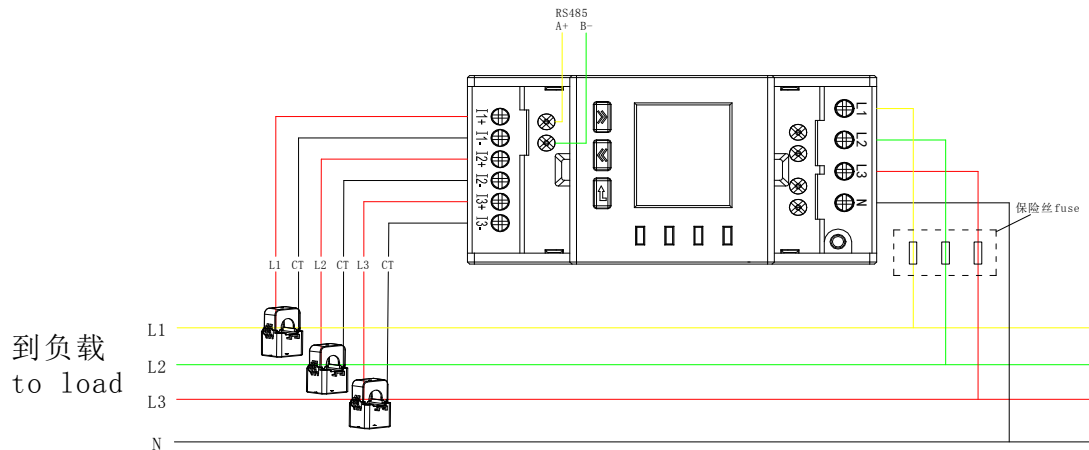 RS485
A+ B-
I1+
I1-
I2+
I2-
I3+
I3-
L1
L2
L3
N
保险丝fuse
L1 CT L2 CT L3 CT
到负载
to load
L1
L2
L3
N